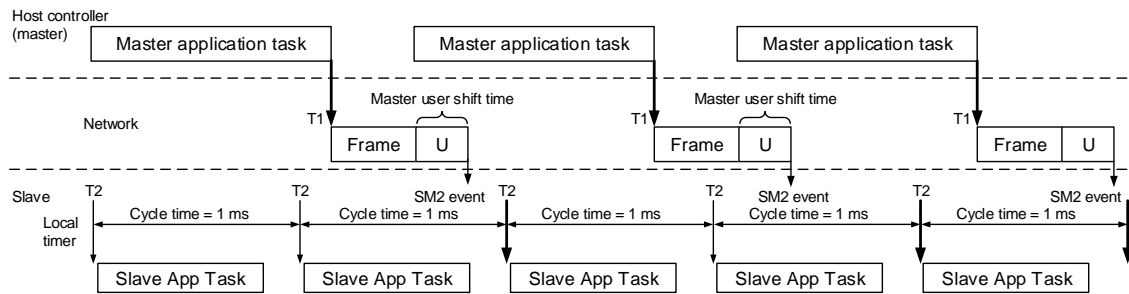 Host controller
(master)
Master application task
Master application task
Master application task
Master user shift time
Master user shift time
Network
T1
T1
T1
Frame
U
Frame
U
Frame
U
Slave
T2
T2
SM2 event
T2
T2
SM2 event
T2
SM2 event
Local
timer
Cycle time = 1 ms
Cycle time = 1 ms
Cycle time = 1 ms
Cycle time = 1 ms
Cycle time = 1 ms
Slave App Task
Slave App Task
Slave App Task
Slave App Task
Slave App Task